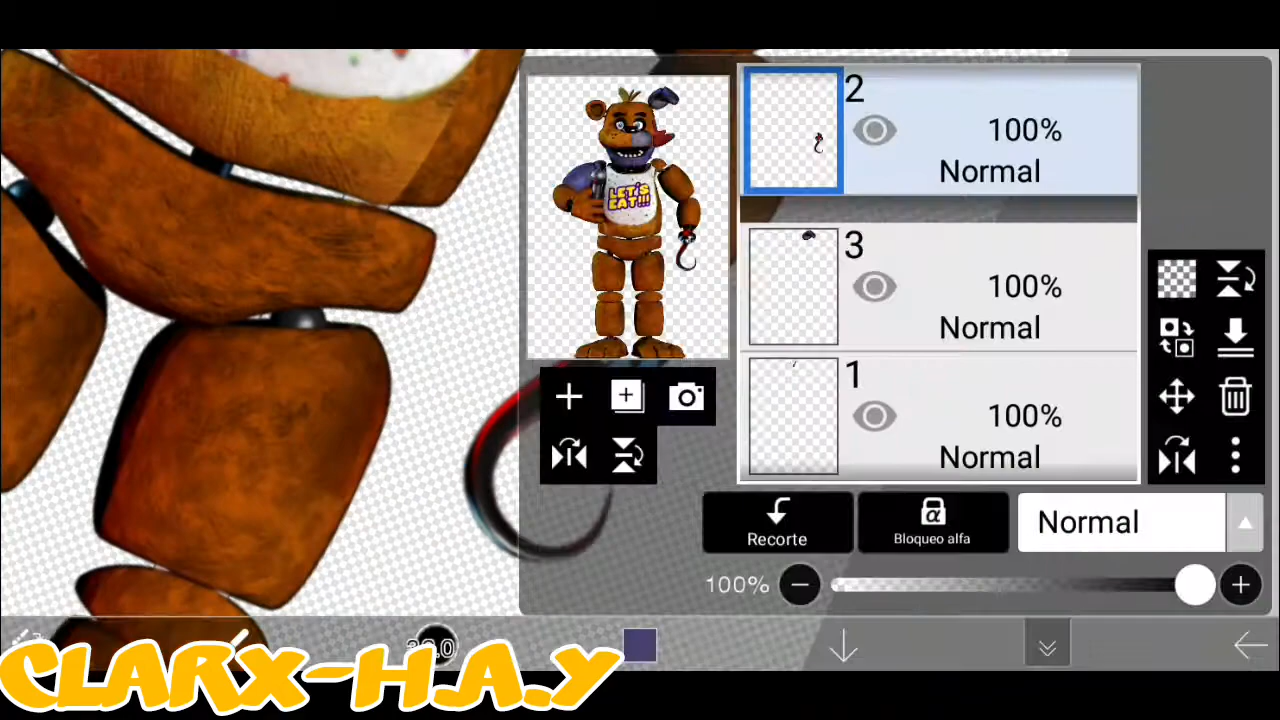 2
100%
Normal
LET'S
EAT!!!
3
100%
Normal
1
100%
Normal
Recorte
α
Bloqueo alfa
Normal
100%
CLARX-H.A.Y